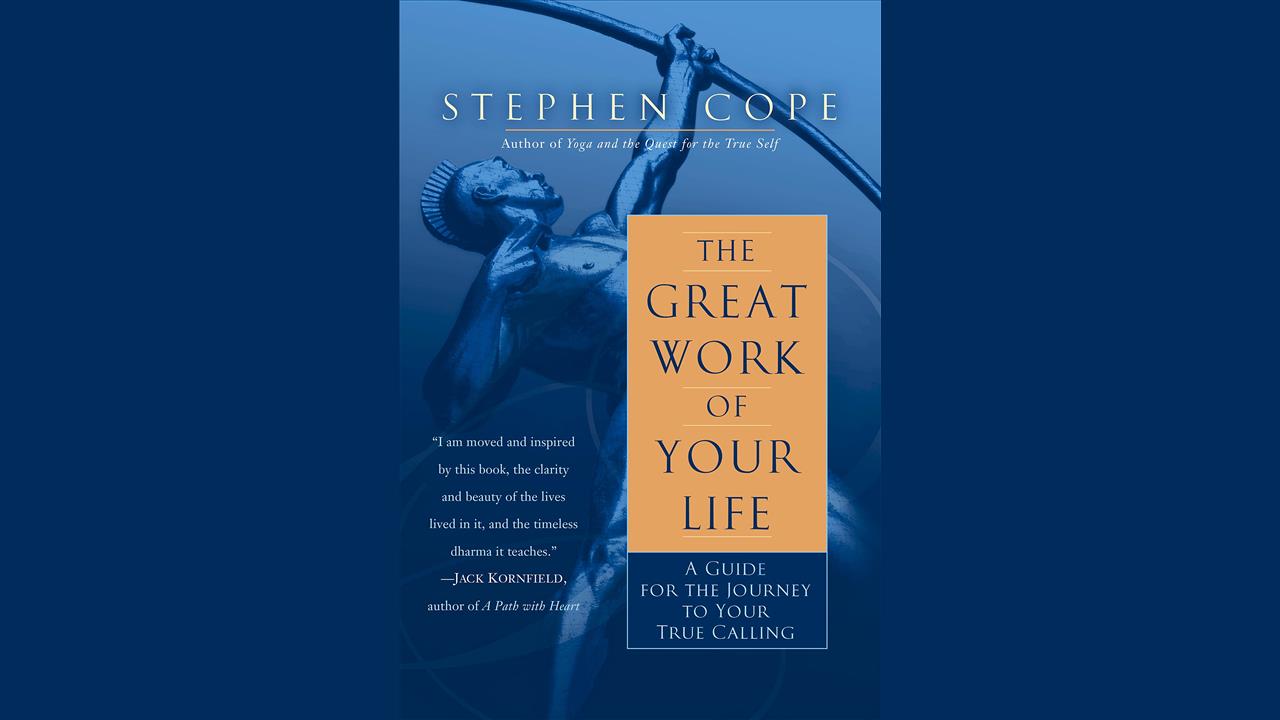 STEPHEN COPE
Author of Yoga and the Quest for the True Self
THE
GREAT
WORK
OF
YOUR
LIFE
A GUIDE
FOR THE JOURNEY
TO YOUR
TRUE CALLING
“I am moved and inspired
by this book, the clarity
and beauty of the lives
lived in it, and the timeless
dharma it teaches.”
—JACK KORNFIELD,
author of A Path with Heart